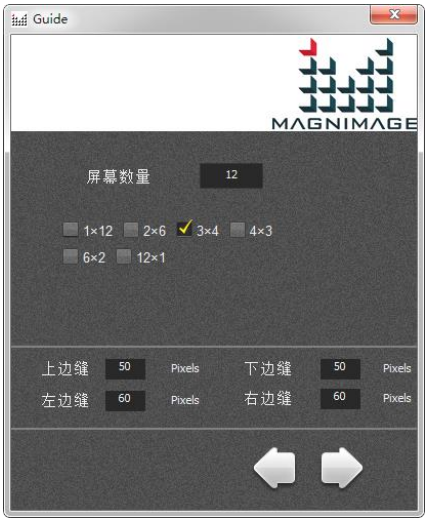 Guide
MAGNIMAGE
屏幕数量 12
1×12 2×6 3×4 4×3
6×2 12×1
上边缝 50 Pixels 下边缝 50 Pixels
左边缝 60 Pixels 右边缝 60 Pixels